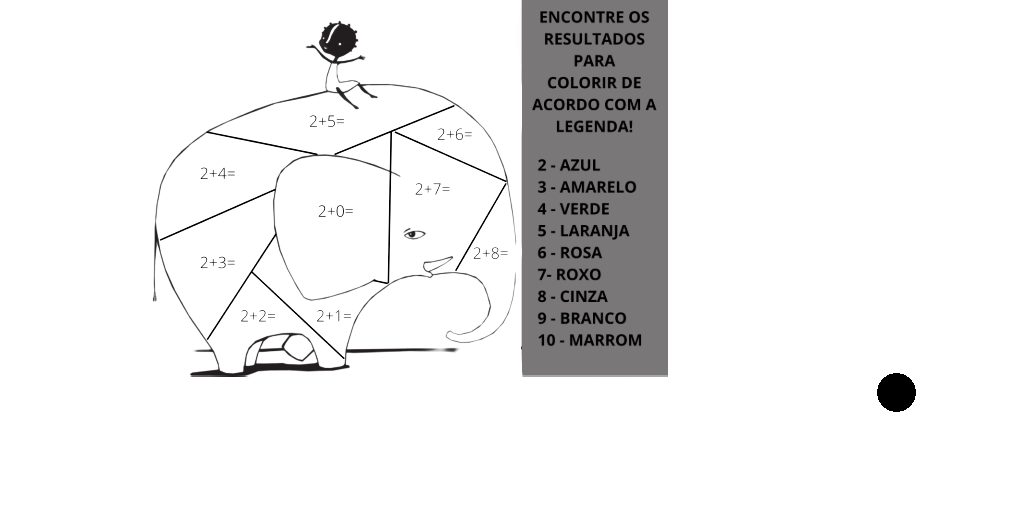 2+5=
2+6=
2+4=
2+7=
2+0=
2+3=
2+8=
2+2=
2+1=
ENCONTRE OS
RESULTADOS
PARA
COLORIR DE
ACORDO COM A
LEGENDA!
2 - AZUL
3 - AMARELO
4 - VERDE
5 - LARANJA
6 - ROSA
7- ROXO
8 - CINZA
9 - BRANCO
10 - MARROM